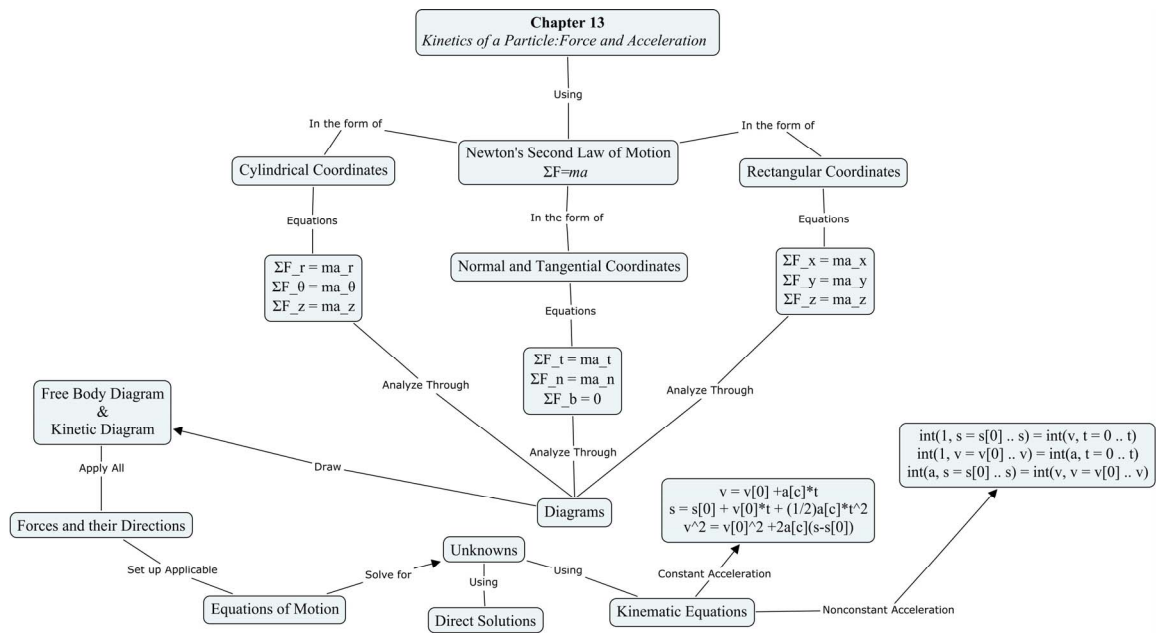 Chapter 13
Kinetics of a Particle:Force and Acceleration
Using
In the form of
In the form of
Newton's Second Law of Motion
ΣF=ma
Cylindrical Coordinates
Rectangular Coordinates
Equations
In the form of
Equations
ΣF_r = ma_r
ΣF_θ = ma_θ
ΣF_z = ma_z
Normal and Tangential Coordinates
ΣF_x = ma_x
ΣF_y = ma_y
ΣF_z = ma_z
Equations
ΣF_t = ma_t
ΣF_n = ma_n
ΣF_b = 0
Analyze Through
Analyze Through
Analyze Through
Free Body Diagram
&
Kinetic Diagram
Draw
Diagrams
Apply All
Forces and their Directions
Set up Applicable
Equations of Motion
Solve for
Unknowns
Using
Direct Solutions
Using
Kinematic Equations
Constant Acceleration
v = v[0] +a[c]*t
s = s[0] + v[0]*t + (1/2)a[c]*t^2
v^2 = v[0]^2 +2a[c](s-s[0])
Nonconstant Acceleration
int(1, s = s[0] .. s) = int(v, t = 0 .. t)
int(1, v = v[0] .. v) = int(a, t = 0 .. t)
int(a, s = s[0] .. s) = int(v, v = v[0] .. v)